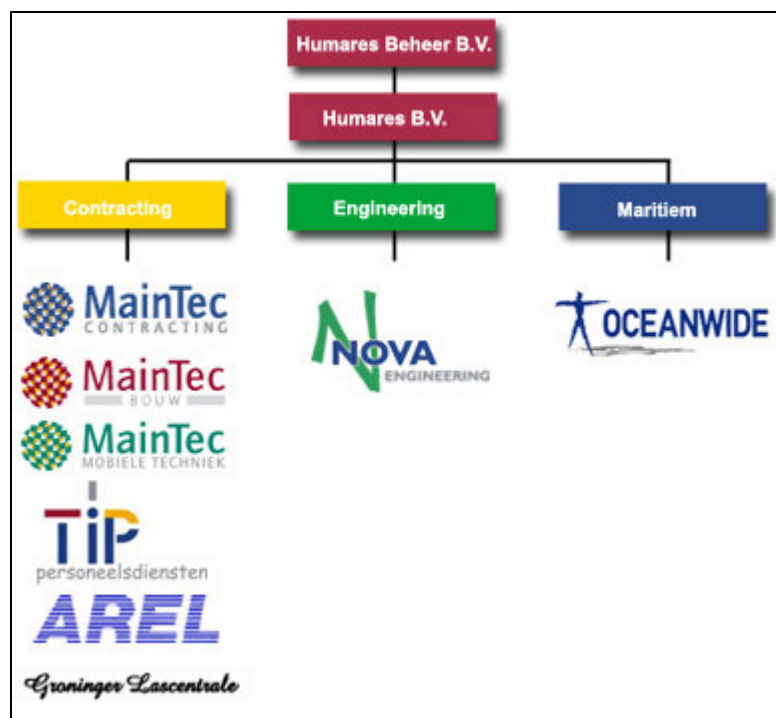 Humares Beheer B.V.
Humares B.V.
Contracting
Engineering
Maritiem
MainTec
CONTRACTING
MainTec
BOUW
MainTec
MOBIELE TECHNIEK
TiP
personeelsdiensten
AREL
Groninger Lascentrale
NOVA
ENGINEERING
OCEANWIDE